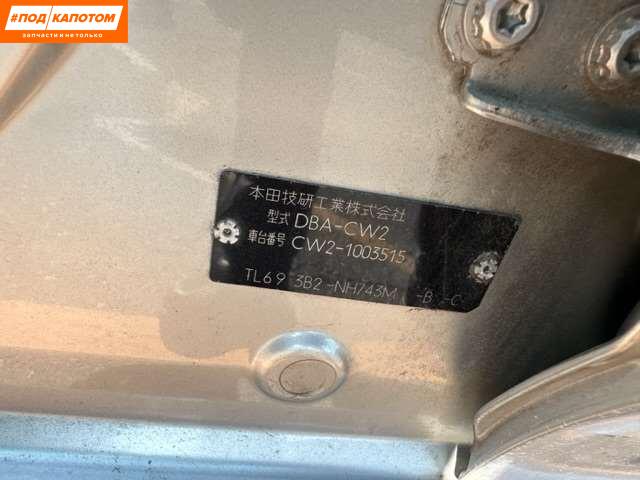 #ПОД КАПОТОМ
ЗАПЧАСТИ И НЕ ТОЛЬКО
本田技研工業株式会社
型式 DBA-CW2
車台番号 CW2-1003515
TL69 3B2-NH743M -B -C